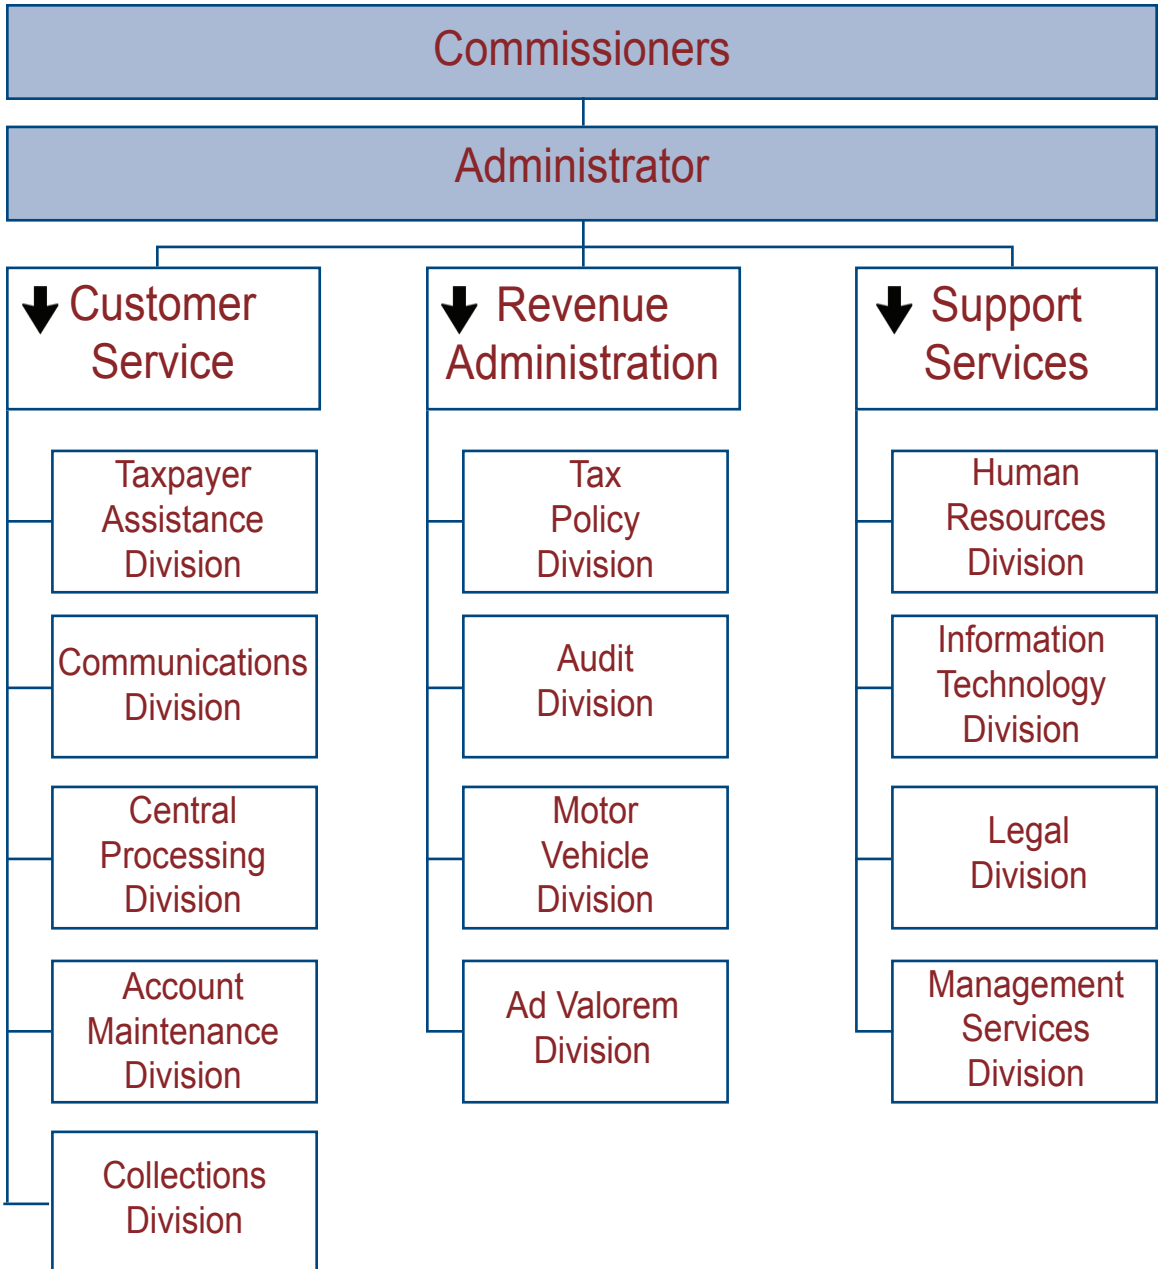 Commissioners
Administrator
Customer
Service
Taxpayer
Assistance
Division
Communications
Division
Central
Processing
Division
Account
Maintenance
Division
Collections
Division
Revenue
Administration
Tax
Policy
Division
Audit
Division
Motor
Vehicle
Division
Ad Valorem
Division
Support
Services
Human
Resources
Division
Information
Technology
Division
Legal
Division
Management
Services
Division